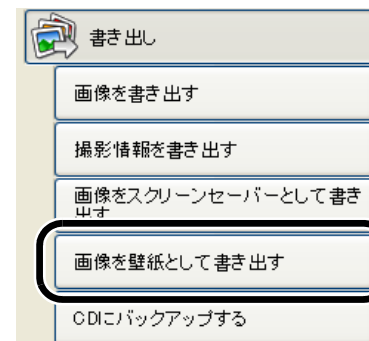 書き出し
画像を書き出す
撮影情報を書き出す
画像をスクリーンセーバーとして書き
出す
画像を壁紙として書き出す
CDにバックアップする